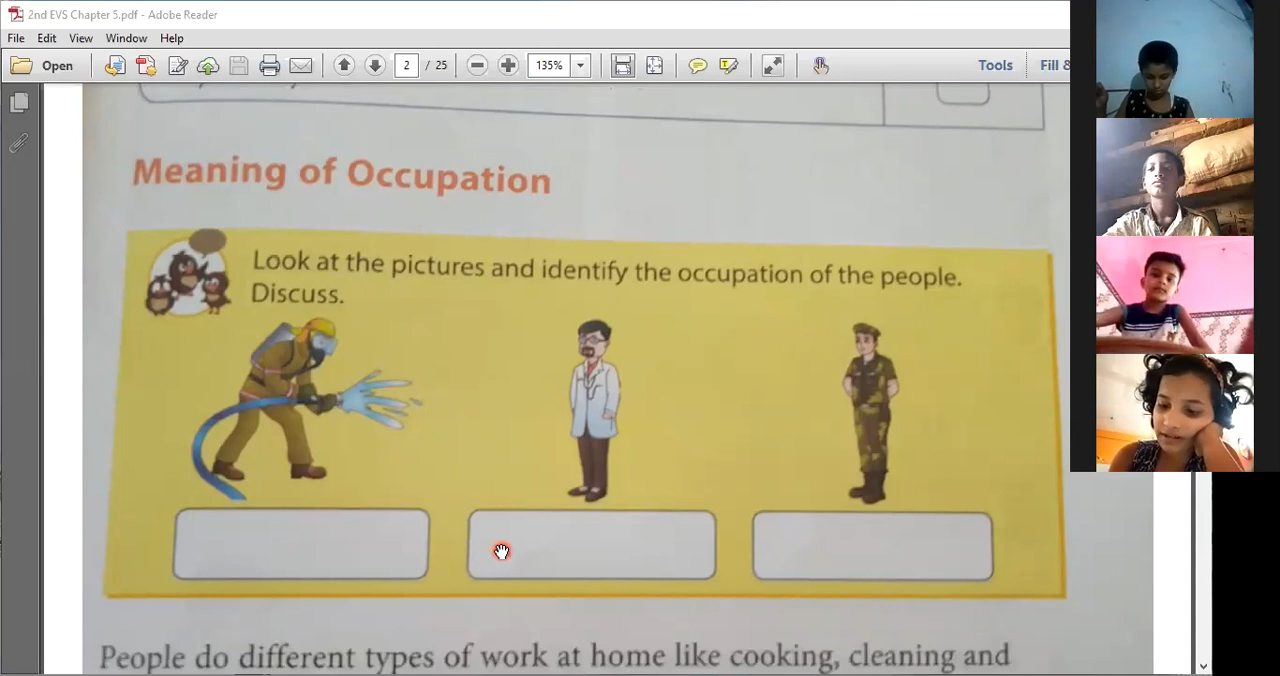 2nd EVS Chapter 5.pdf - Adobe Reader
File Edit View Window Help
Open 2 / 25 135% Tools Fill &
Meaning of Occupation
Look at the pictures and identify the occupation of the people.
Discuss.
People do different types of work at home like cooking, cleaning and